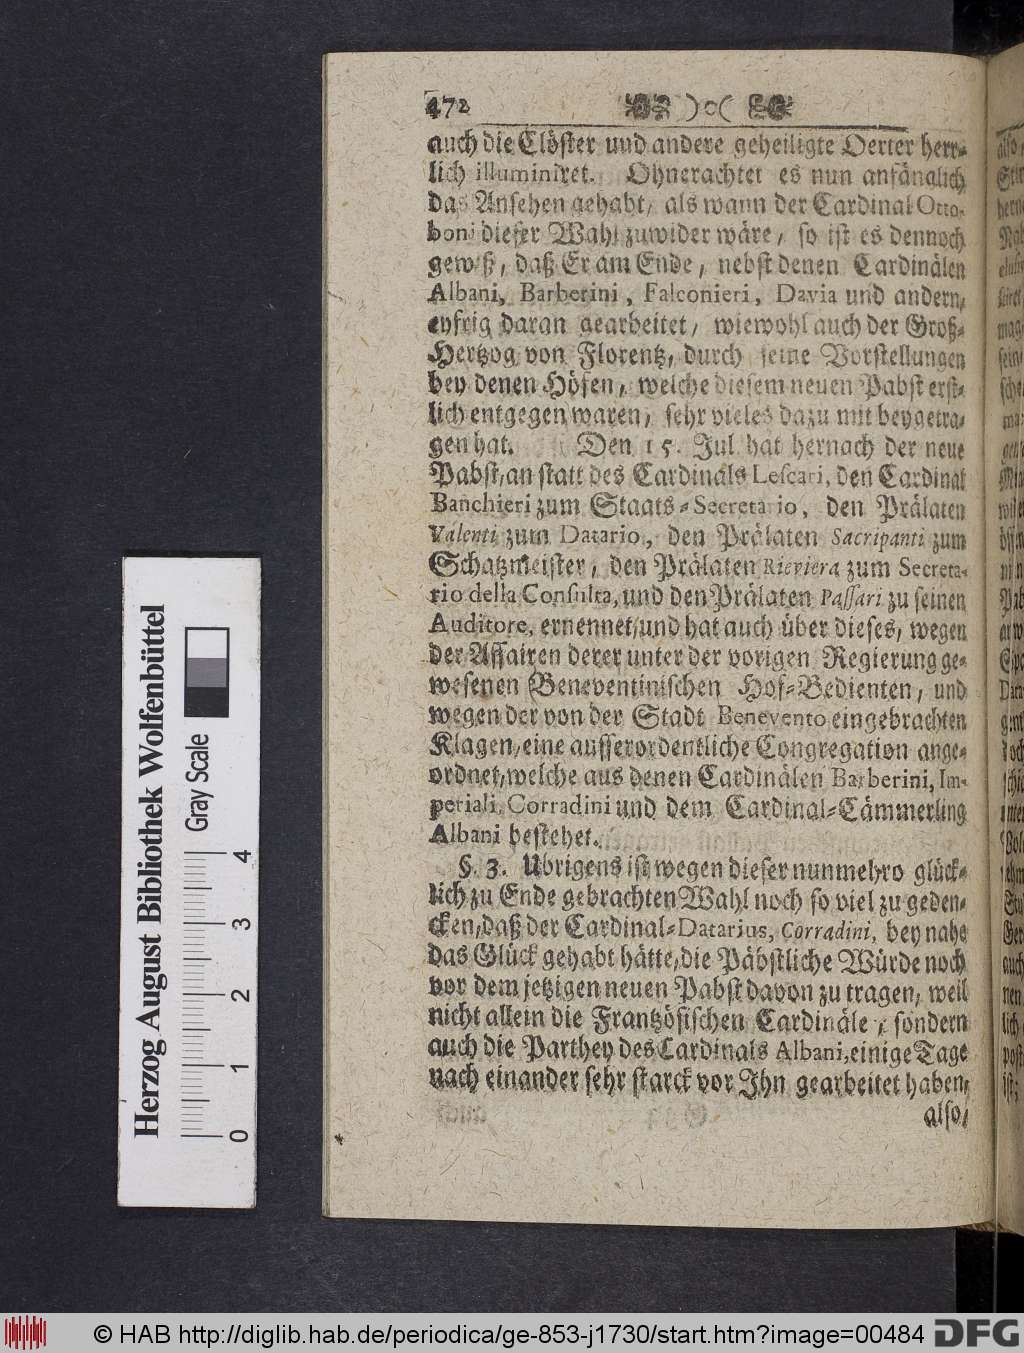 472 )o(
auch die Clöster und andere geheiligte Oerter herr-
lich illuminiret. Ohnerachtet es nun anfänglich
das Ansehen gehabt, als wann der Cardinal Otto-
boni dieser Wahl zuwider wäre, so ist es dennoch
gewiß, daß Er am Ende, nebst denen Cardinälen
Albani, Barberini, Falconieri, Davia und andern,
eyfrig daran gearbeitet, wiewohl auch der Groß-
Hertzog von Florentz, durch seine Vorstellungen
bey denen Höfen, welche diesem neuen Pabst erst-
lich entgegen waren, sehr vieles dazu mit beygetra-
gen hat. Den 15. Jul hat hernach der neue
Pabst, an statt des Cardinals Lescari, den Cardinal
Banchieri zum Staats-Secretario, den Prälaten
Valenti zum Datario, den Prälaten Sacripanti zum
Schatzmeister, den Prälaten Rieviera zum Secreta-
rio della Consulta, und den Prälaten Passari zu seinen
Auditore, ernennet, und hat auch über dieses, wegen
der Affairen derer unter der vorigen Regierung ge-
wesenen Beneventinischen Hof-Bedienten, und
wegen der von der Stadt Benevento eingebrachten
Klagen, eine ausserordentliche Congregation ange-
ordnet, welche aus denen Cardinälen Barberini, Im-
periali, Corradini und dem Cardinal-Cämmerling
Albani bestehet.
§. 3. Ubrigens ist wegen dieser nunmehro glück-
lich zu Ende gebrachten Wahl noch so viel zu geden-
cken, daß der Cardinal-Datarius, Corradini, bey nahe
das Glück gehabt hätte, die Päbstliche Würde noch
vor dem jetzigen neuen Pabst davon zu tragen, weil
nicht allein die Frantzösischen Cardinäle, sondern
auch die Parthey des Cardinals Albani, einige Tage
nach einander sehr starck vor Ihn gearbeitet haben,
also,
Herzog August Bibliothek Wolfenbüttel
Gray Scale
0 1 2 3 4
© HAB http://diglib.hab.de/periodica/ge-853-j1730/start.htm?image=00484 DFG